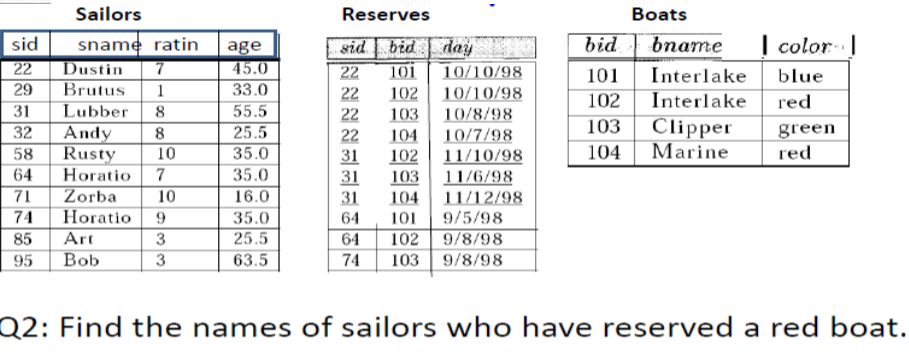 Sailors
sid sname ratin age
22 Dustin 7 45.0
29 Brutus 1 33.0
31 Lubber 8 55.5
32 Andy 8 25.5
58 Rusty 10 35.0
64 Horatio 7 35.0
71 Zorba 10 16.0
74 Horatio 9 35.0
85 Art 3 25.5
95 Bob 3 63.5
Reserves
sid bid day
22 101 10/10/98
22 102 10/10/98
22 103 10/8/98
22 104 10/7/98
31 102 11/10/98
31 103 11/6/98
31 104 11/12/98
64 101 9/5/98
64 102 9/8/98
74 103 9/8/98
Boats
bid bname color
101 Interlake blue
102 Interlake red
103 Clipper green
104 Marine red
Q2: Find the names of sailors who have reserved a red boat.